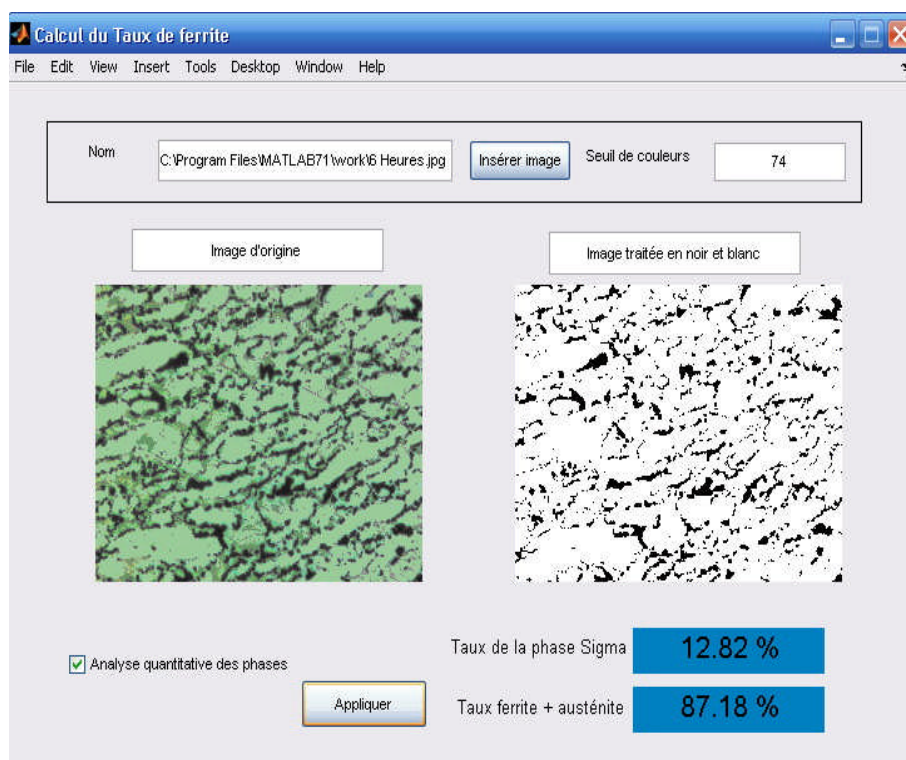 Calcul du Taux de ferrite
File Edit View Insert Tools Desktop Window Help
Nom C:\Program Files\MATLAB71\work\6 Heures.jpg Insérer image Seuil de couleurs 74
Image d'origine Image traitée en noir et blanc
Taux de la phase Sigma 12.82 %
Analyse quantitative des phases
Appliquer Taux ferrite + austénite 87.18 %